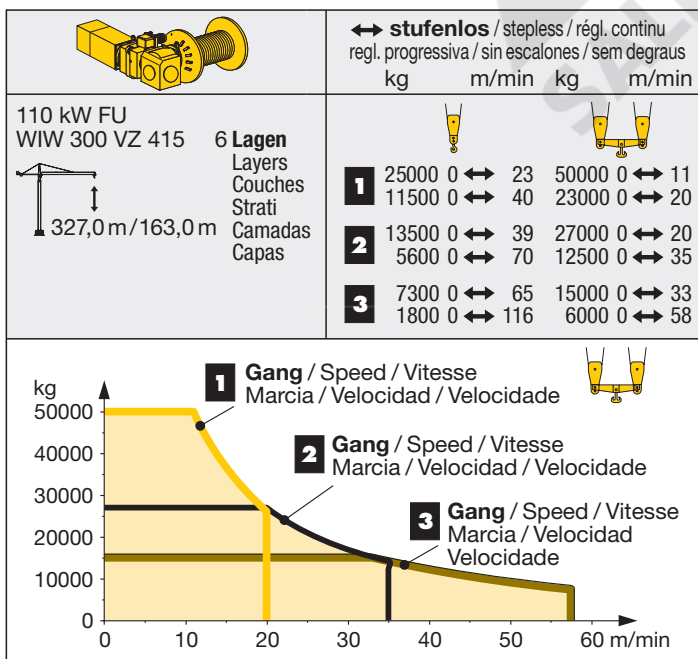 ↔ stufenlos / stepless / régl. continu
regl. progressiva / sin escalones / sem degraus
kg m/min kg m/min
110 kW FU
WIW 300 VZ 415 6 Lagen
Layers
Couches
Strati
327,0 m / 163,0 m Camadas
Capas
1 25000 0 ↔ 23 50000 0 ↔ 11
11500 0 ↔ 40 23000 0 ↔ 20
2 13500 0 ↔ 39 27000 0 ↔ 20
5600 0 ↔ 70 12500 0 ↔ 35
3 7300 0 ↔ 65 15000 0 ↔ 33
1800 0 ↔ 116 6000 0 ↔ 58
1 Gang / Speed / Vitesse
Marcia / Velocidad / Velocidade
2 Gang / Speed / Vitesse
Marcia / Velocidad / Velocidade
3 Gang / Speed / Vitesse
Marcia / Velocidad
Velocidade
kg
50000
40000
30000
20000
10000
0
0 10 20 30 40 50 60 m/min